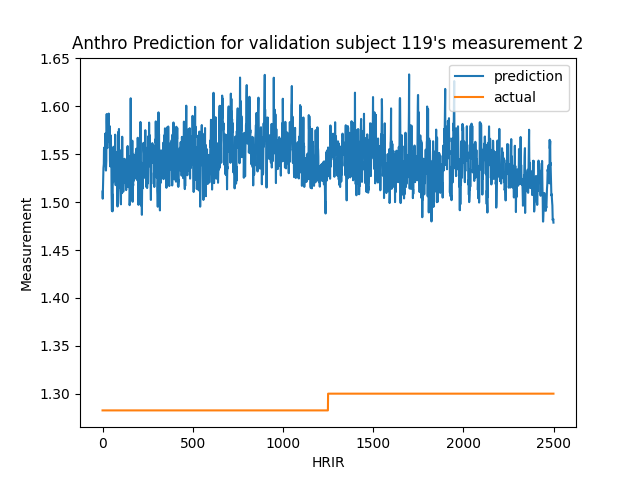 Anthro Prediction for validation subject 119's measurement 2
1.65
1.60
1.55
1.50
1.45
1.40
1.35
1.30
Measurement
prediction
actual
0
500
1000
1500
2000
2500
HRIR